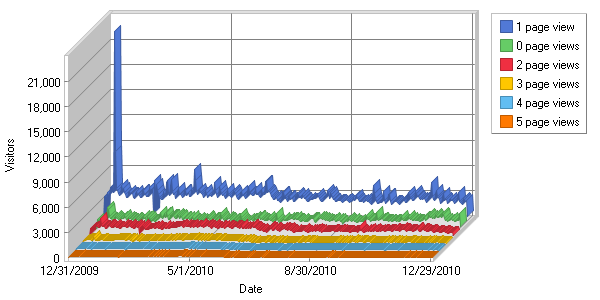 1 page view
0 page views
2 page views
3 page views
4 page views
5 page views
Visitors
21,000
18,000
15,000
12,000
9,000
6,000
3,000
0
12/31/2009 5/1/2010 8/30/2010 12/29/2010
Date